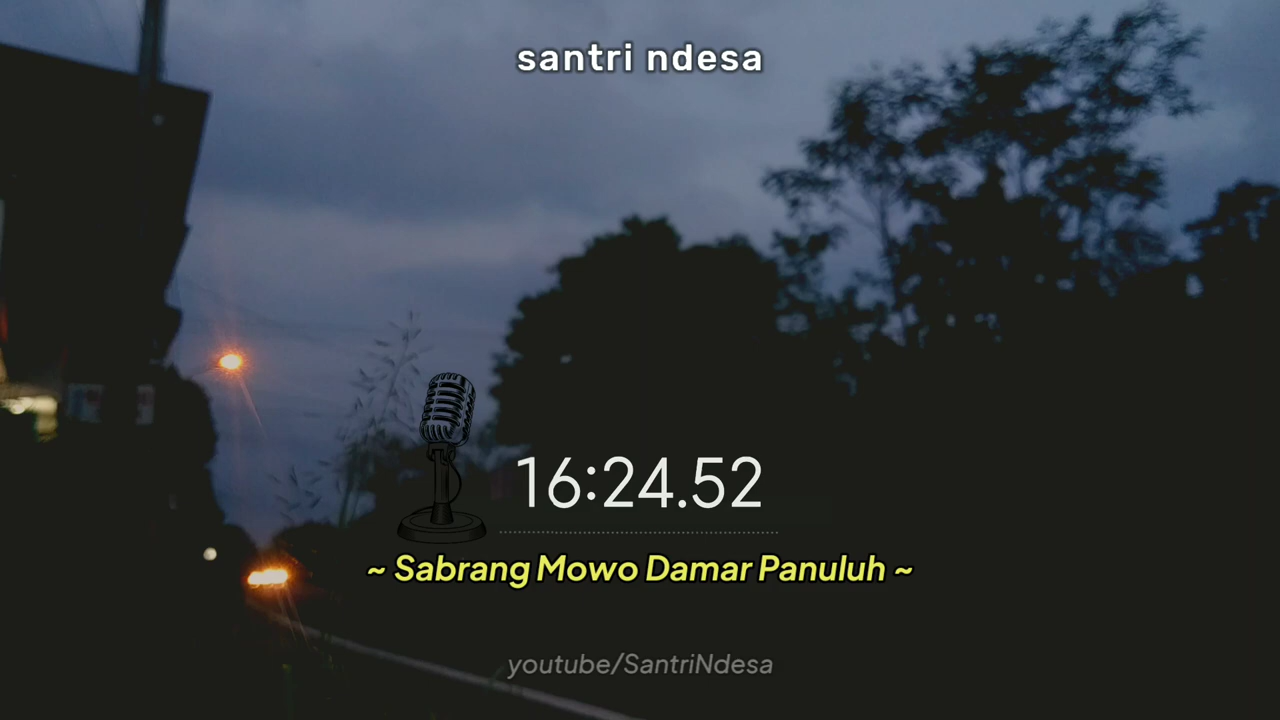 santri ndesa
16:24.52
~ Sabrang Mowo Damar Panuluh ~
youtube/SantriNdesa